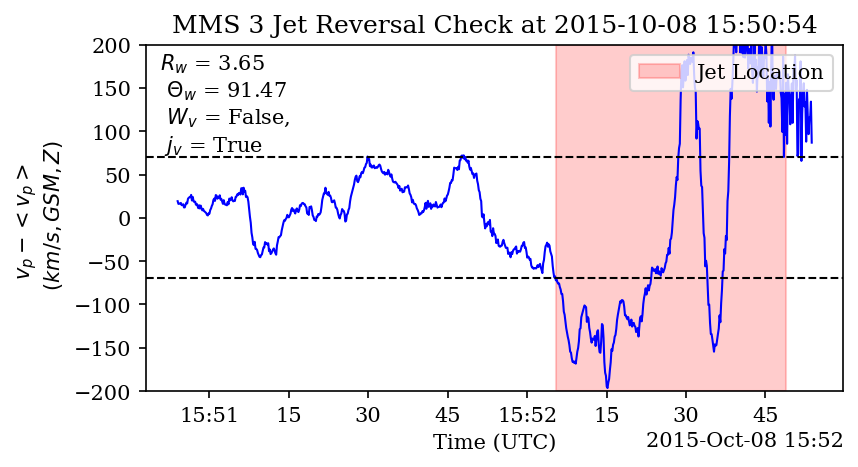 MMS 3 Jet Reversal Check at 2015-10-08 15:50:54
R_w = 3.65
Θ_w = 91.47
W_v = False,
j_v = True
Jet Location
v_p − < v_p >
(km/s, GSM, Z)
200
150
100
50
0
−50
−100
−150
−200
15:51 15 30 45 15:52 15 30 45
Time (UTC)
2015-Oct-08 15:52